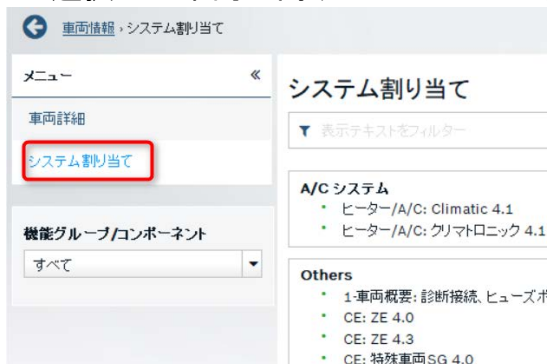 車両情報 › システム割り当て
メニュー
«
車両詳細
システム割り当て
機能グループ/コンポーネント
すべて
システム割り当て
表示テキストをフィルター
A/C システム
・ ヒーター/A/C: Climatic 4.1
・ ヒーター/A/C: クリマトロニック 4.1
Others
・ 1-車両概要: 診断接続、ヒューズボ
・ CE: ZE 4.0
・ CE: ZE 4.3
・ CE: 特殊車両SG 4.0